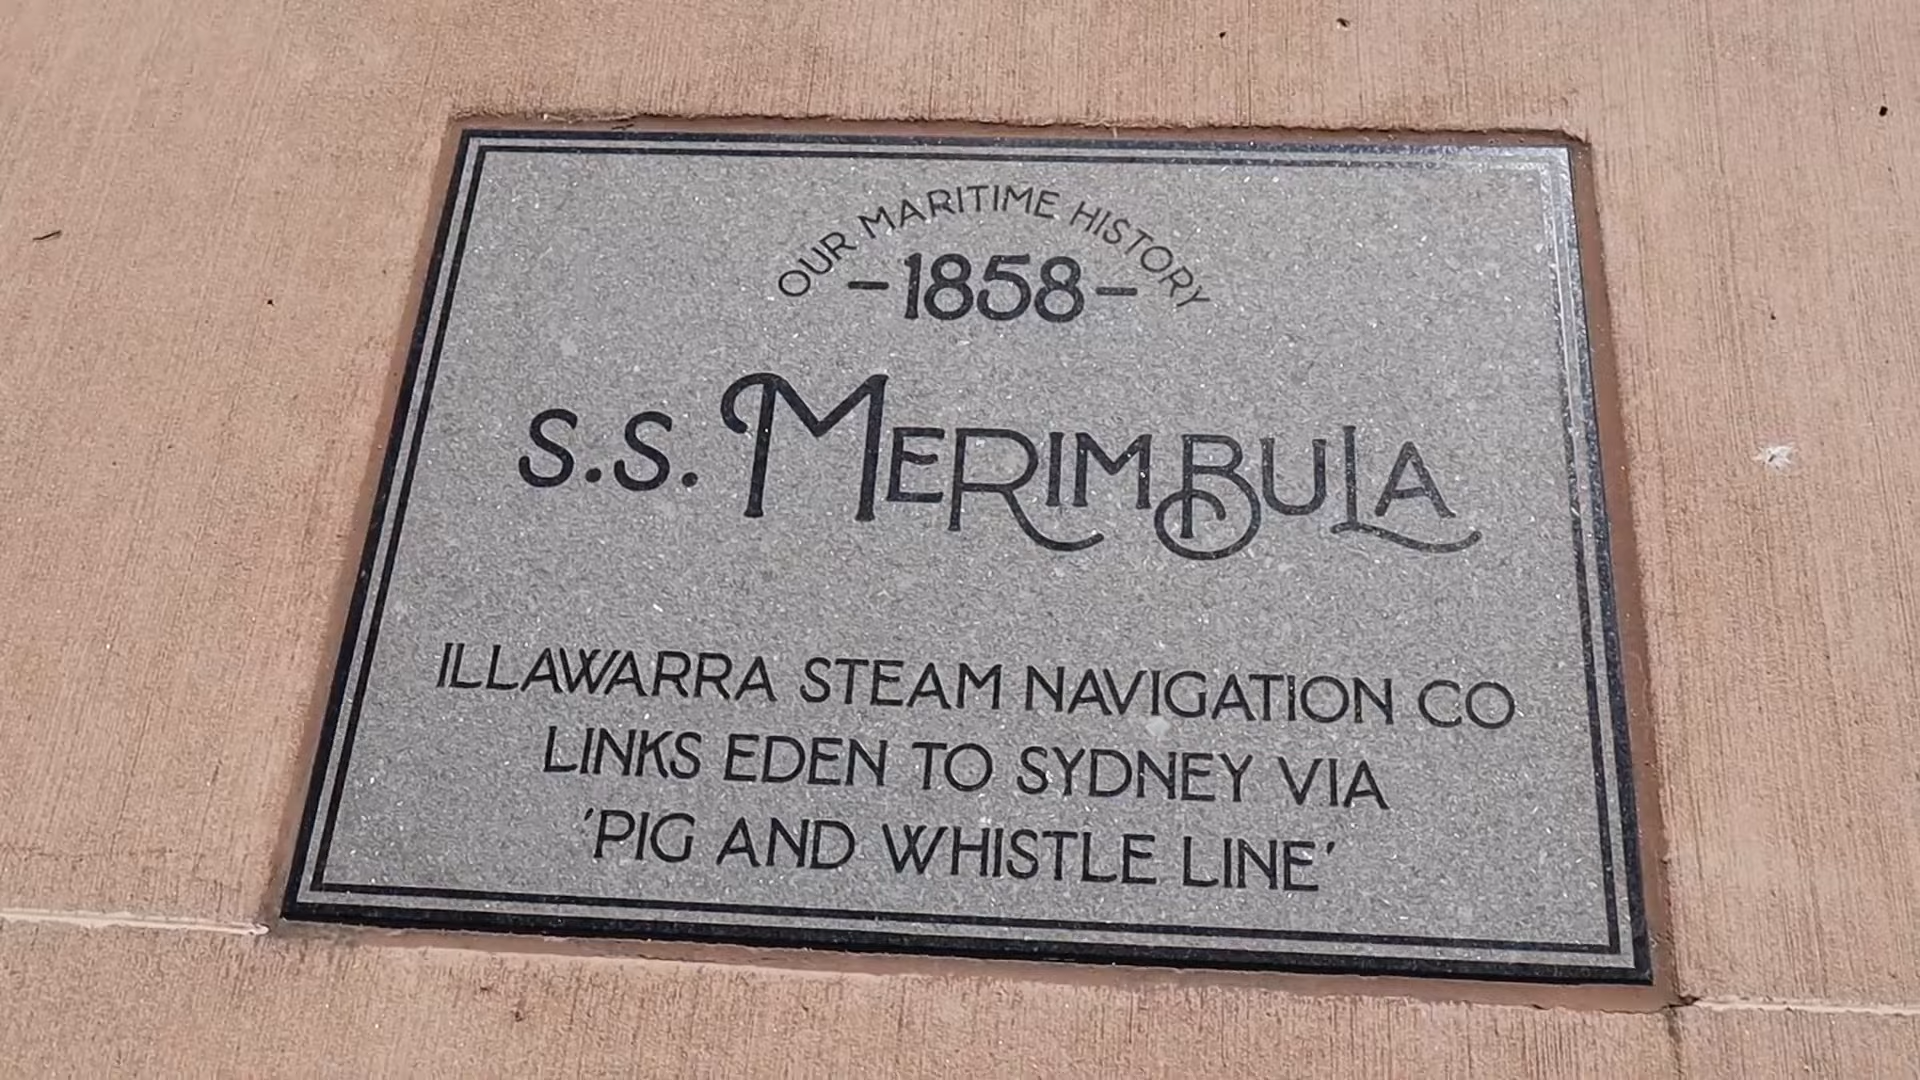 OUR MARITIME HISTORY
-1858-
S.S. MERIMBULA
ILLAWARRA STEAM NAVIGATION CO
LINKS EDEN TO SYDNEY VIA
'PIG AND WHISTLE LINE'